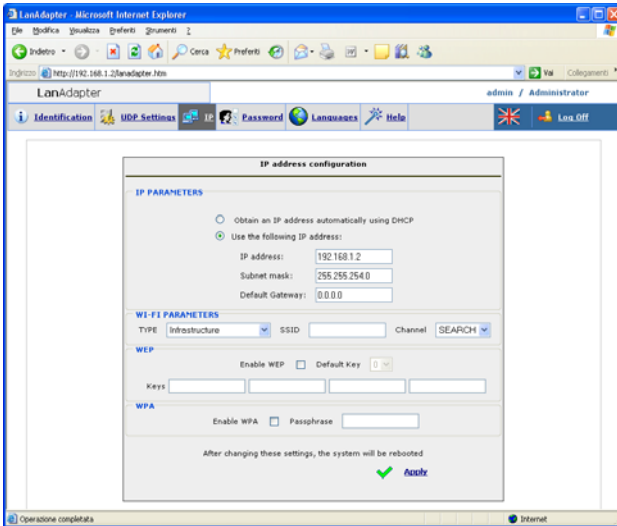 LanAdapter - Microsoft Internet Explorer
File Modifica Visualizza Preferiti Strumenti ?
Indietro Cerca Preferiti
Indirizzo http://192.168.1.2/lanadapter.htm Vai Collegamenti
LanAdapter admin / Administrator
Identification UDP Settings IP Password Languages Help Log Off
IP address configuration
IP PARAMETERS
Obtain an IP address automatically using DHCP
Use the following IP address:
IP address: 192.168.1.2
Subnet mask: 255.255.254.0
Default Gateway: 0.0.0.0
WI-FI PARAMETERS
TYPE Infrastructure SSID Channel SEARCH
WEP
Enable WEP Default Key 0
Keys
WPA
Enable WPA Passphrase
After changing these settings, the system will be rebooted
Apply
Operazione completata Internet